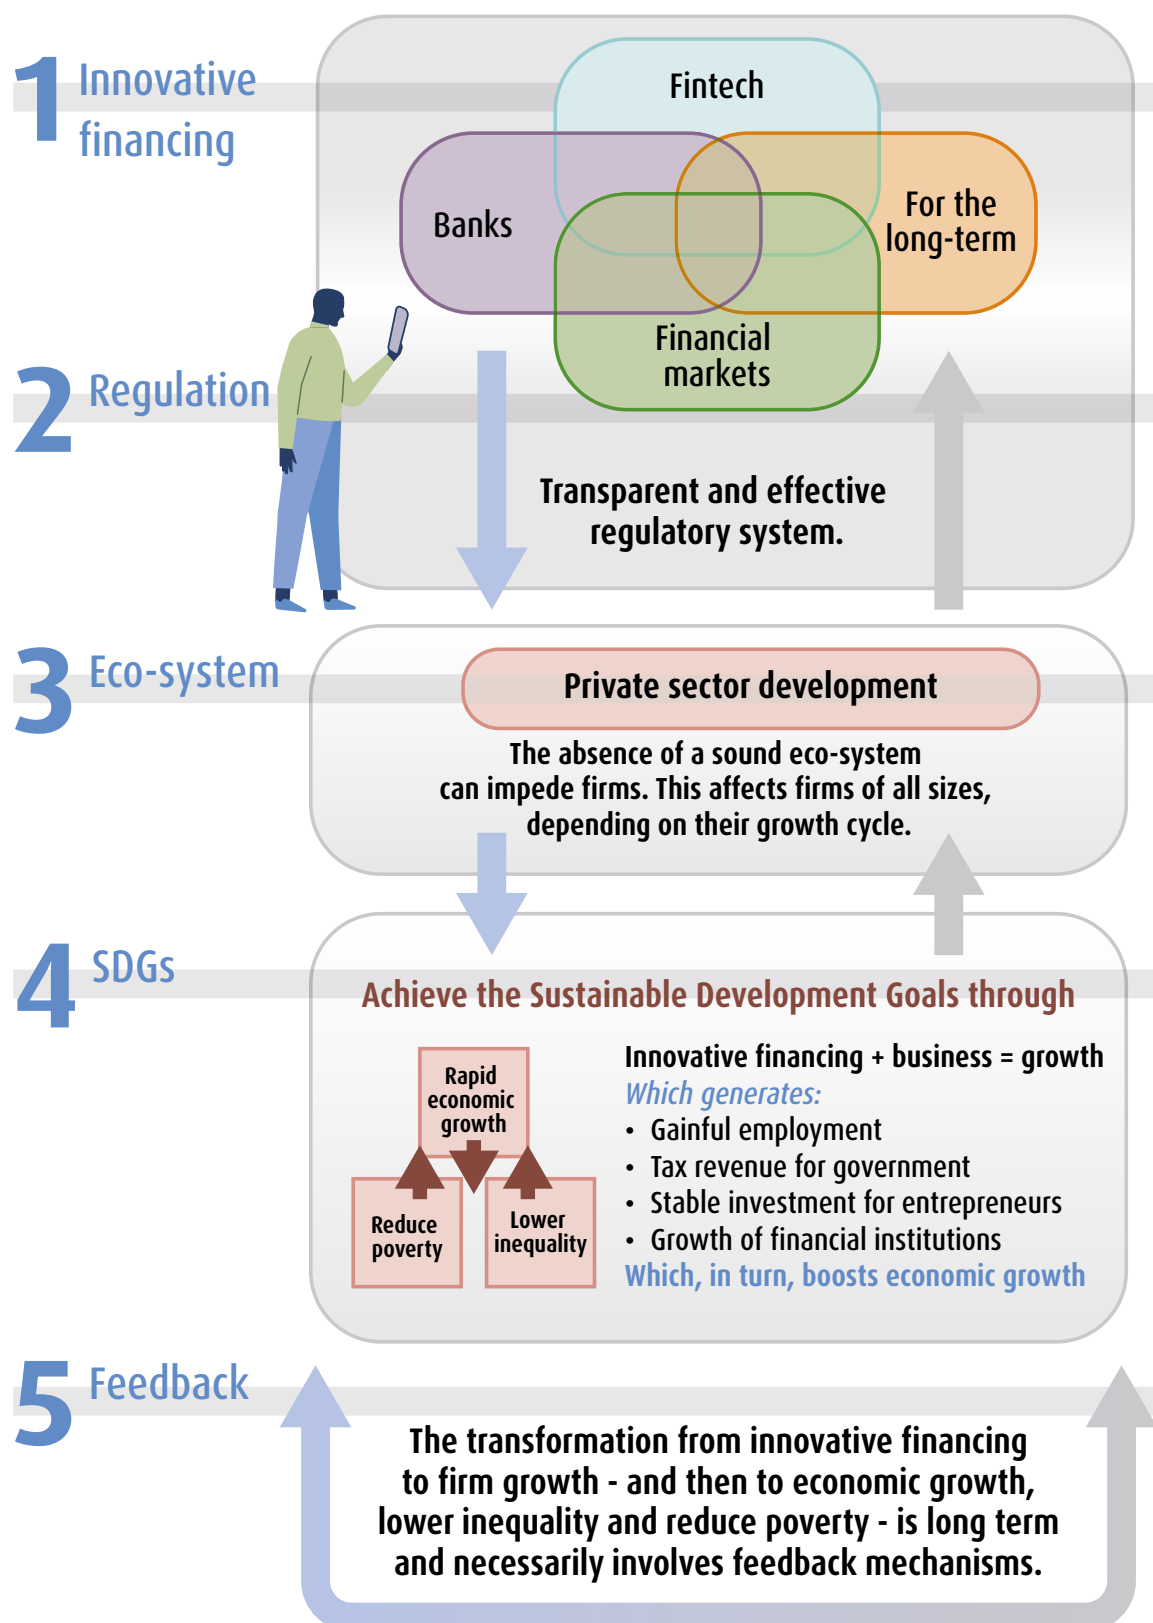 1 Innovative
financing
Fintech
Banks
For the
long-term
Financial
markets
2 Regulation
Transparent and effective
regulatory system.
3 Eco-system
Private sector development
The absence of a sound eco-system
can impede firms. This affects firms of all sizes,
depending on their growth cycle.
4 SDGs
Achieve the Sustainable Development Goals through
Rapid
economic
growth
Reduce
poverty
Lower
inequality
Innovative financing + business = growth
Which generates:
• Gainful employment
• Tax revenue for government
• Stable investment for entrepreneurs
• Growth of financial institutions
Which, in turn, boosts economic growth
5 Feedback
The transformation from innovative financing
to firm growth - and then to economic growth,
lower inequality and reduce poverty - is long term
and necessarily involves feedback mechanisms.